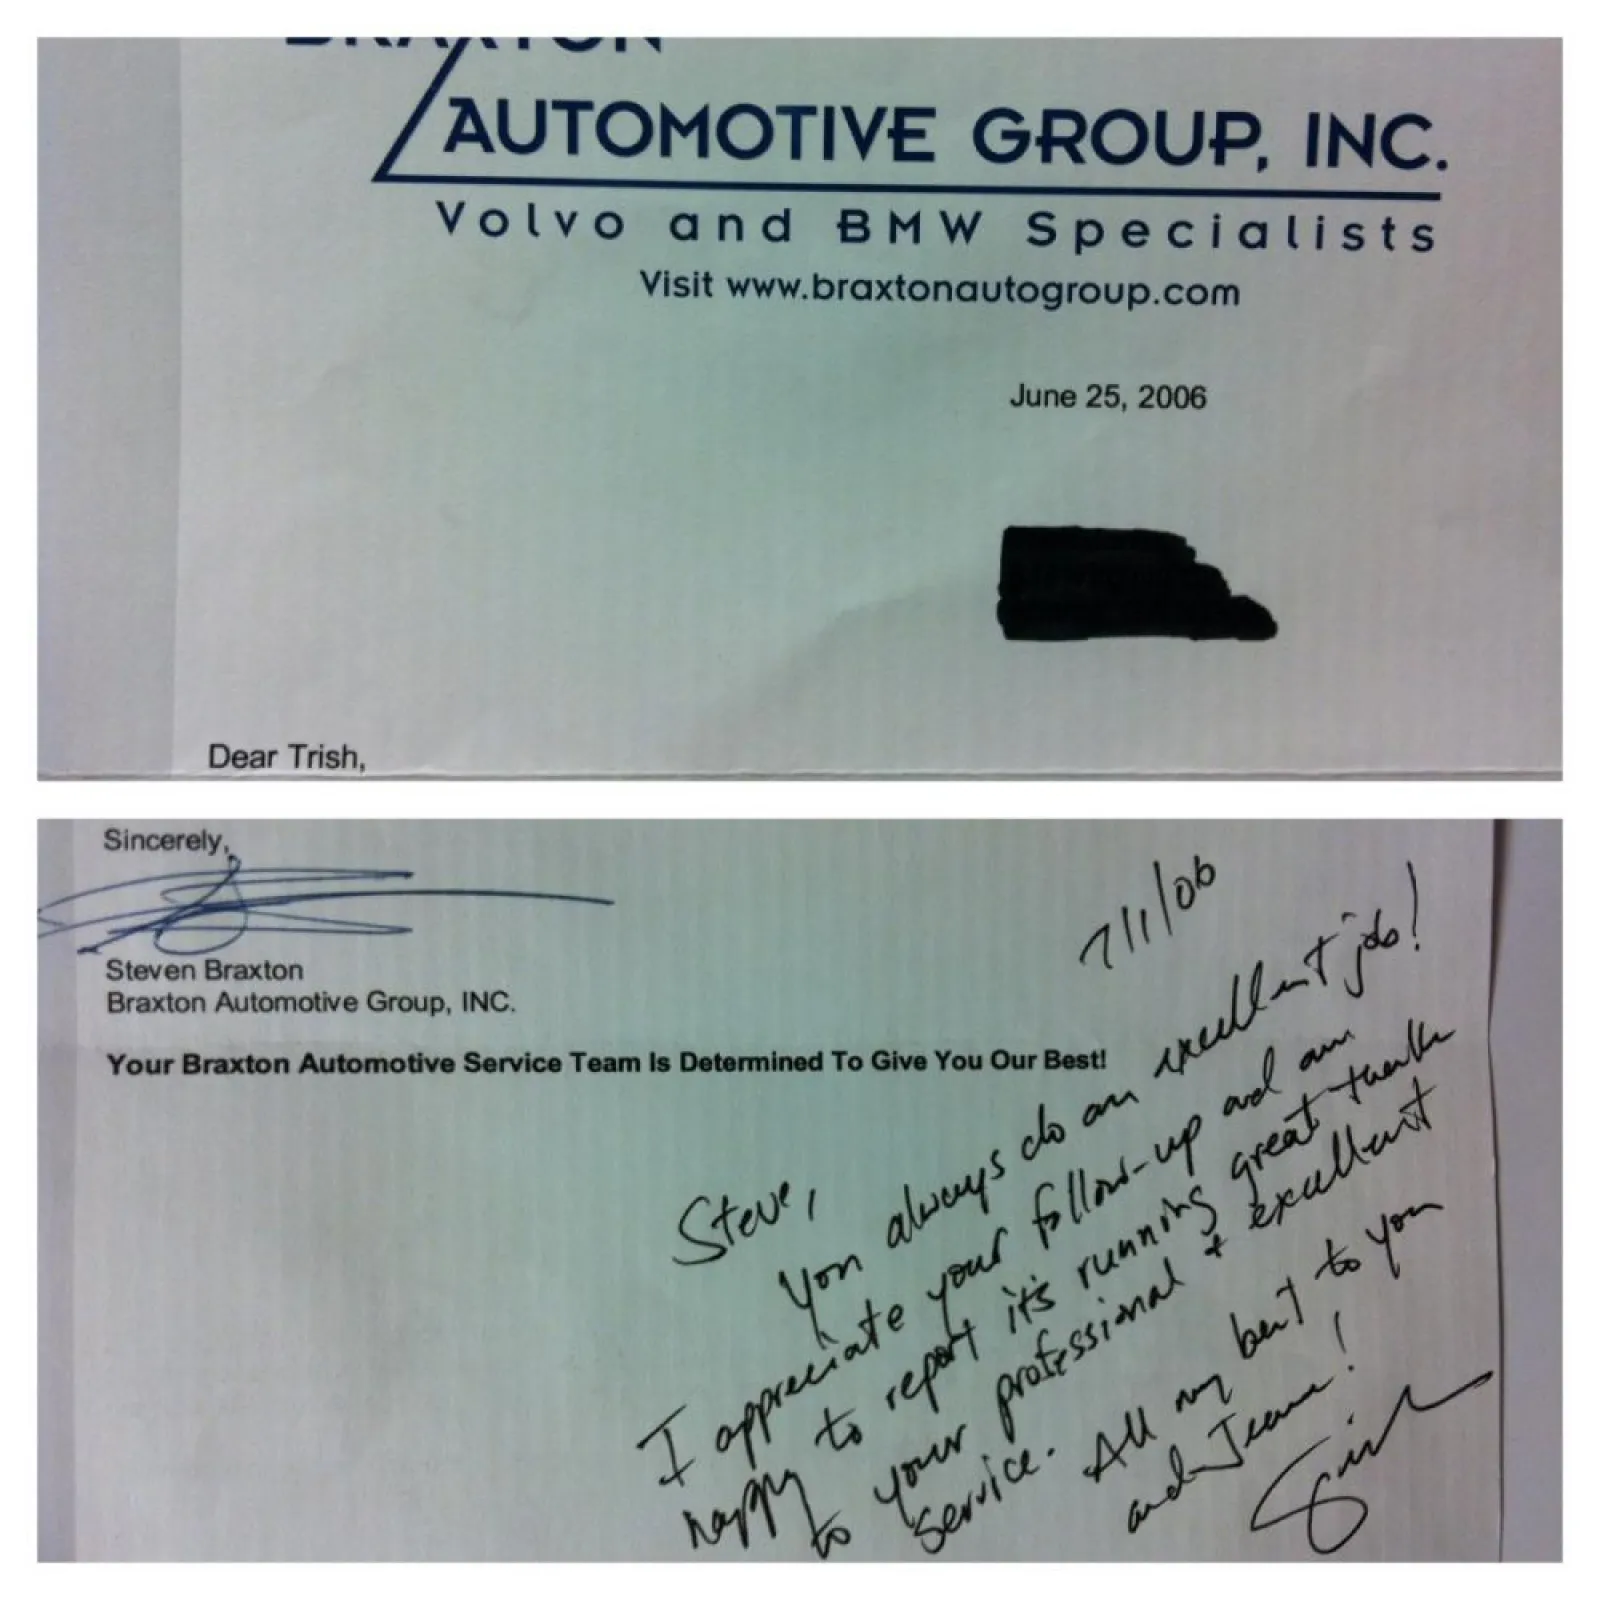 BRAXTON
AUTOMOTIVE GROUP, INC.
Volvo and BMW Specialists
Visit www.braxtonautogroup.com
June 25, 2006
Dear Trish,
Sincerely,
Steven Braxton
Braxton Automotive Group, INC.
Your Braxton Automotive Service Team Is Determined To Give You Our Best!
7/1/06
Steve,
You always do an excellent job!
I appreciate your follow-up and am
happy to report it's running great thanks
to your professional + excellent
service. All my best to you
and Team!